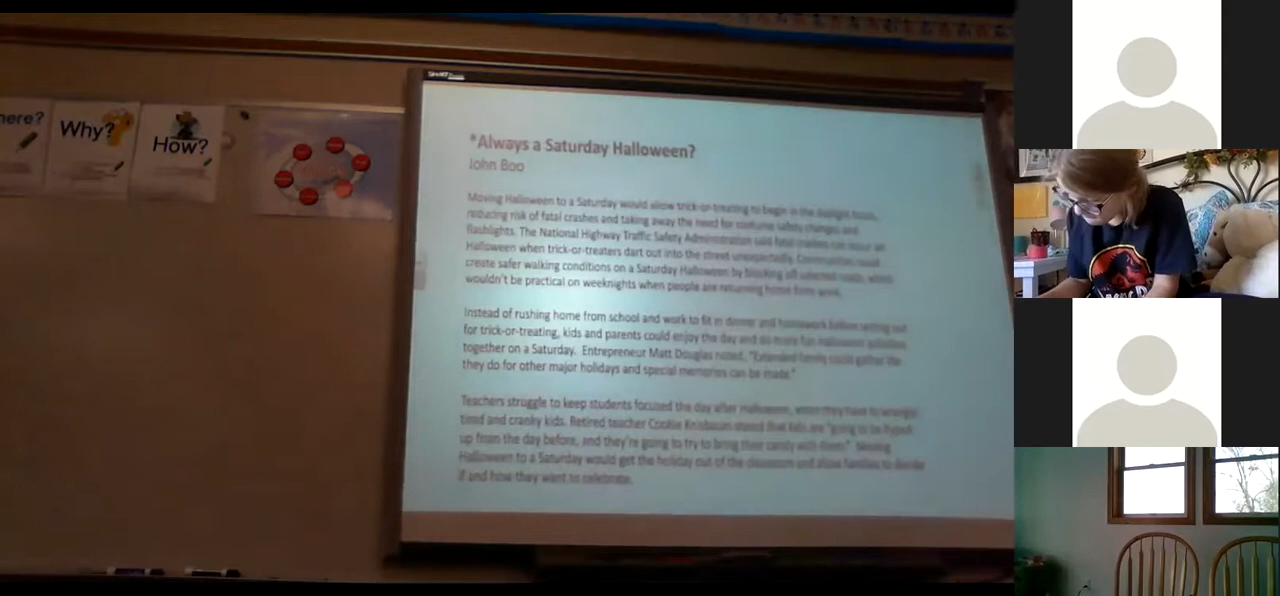 here?
Why?
How?
*Always a Saturday Halloween?
John Boo
Moving Halloween to a Saturday would allow trick-or-treating to begin in the daylight hours,
reducing risk of fatal crashes and taking away the need for costume safety changes and
flashlights. The National Highway Traffic Safety Administration said fatal crashes can occur on
Halloween when trick-or-treaters dart out into the street unexpectedly. Communities could
create safer walking conditions on a Saturday Halloween by blocking off selected roads, which
wouldn't be practical on weeknights when people are returning home from work.
Instead of rushing home from school and work to fit in dinner and homework before setting out
for trick-or-treating, kids and parents could enjoy the day and do more fun Halloween activities
together on a Saturday. Entrepreneur Matt Douglas noted, "Extended family could gather like
they do for other major holidays and special memories can be made."
Teachers struggle to keep students focused the day after Halloween, when they have to wrangle
tired and cranky kids. Retired teacher Cookie stated that kids are "going to be hyped
up from the day before, and they're going to try to bring their candy with them." Moving
Halloween to a Saturday would get the holiday out of the classroom and allow families to decide
if and how they want to celebrate.